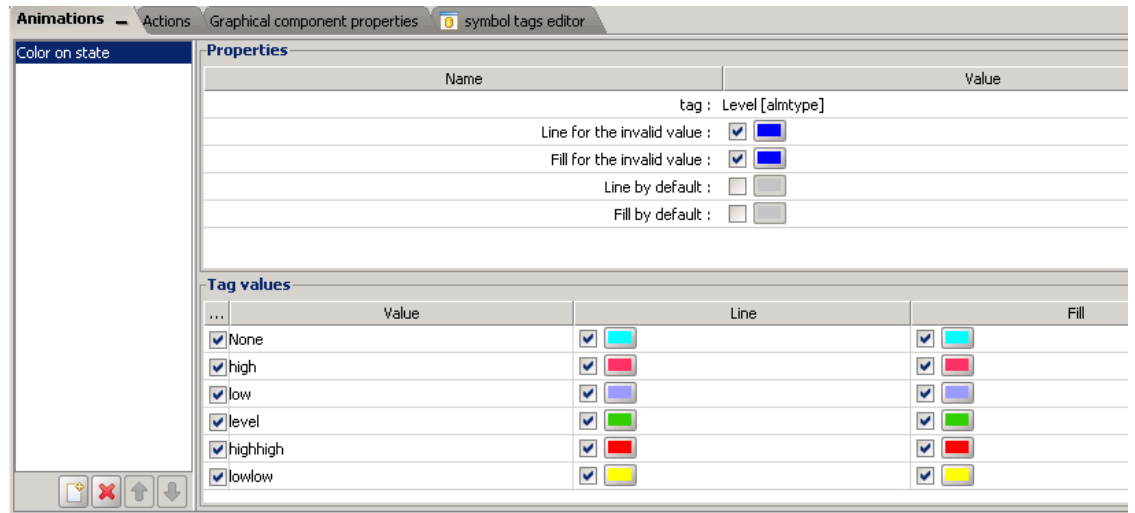 Animations Actions Graphical component properties symbol tags editor
Color on state
Properties
Name Value
tag : Level [almtype]
Line for the invalid value :
Fill for the invalid value :
Line by default :
Fill by default :
Tag values
... Value Line Fill
None
high
low
level
highhigh
lowlow